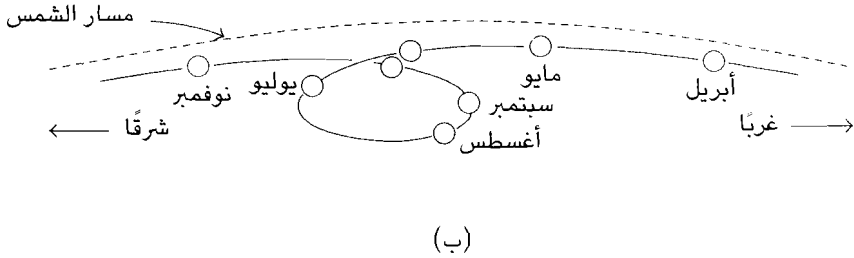 مسار الشمس
أبريل
مايو
يوليو
نوفمبر
سبتمبر
أغسطس
غربًا
شرقًا
(ب)